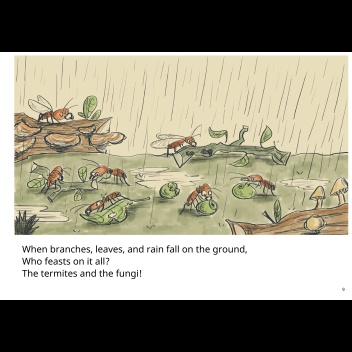 When branches, leaves, and rain fall on the ground,
Who feasts on it all?
The termites and the fungi!
9